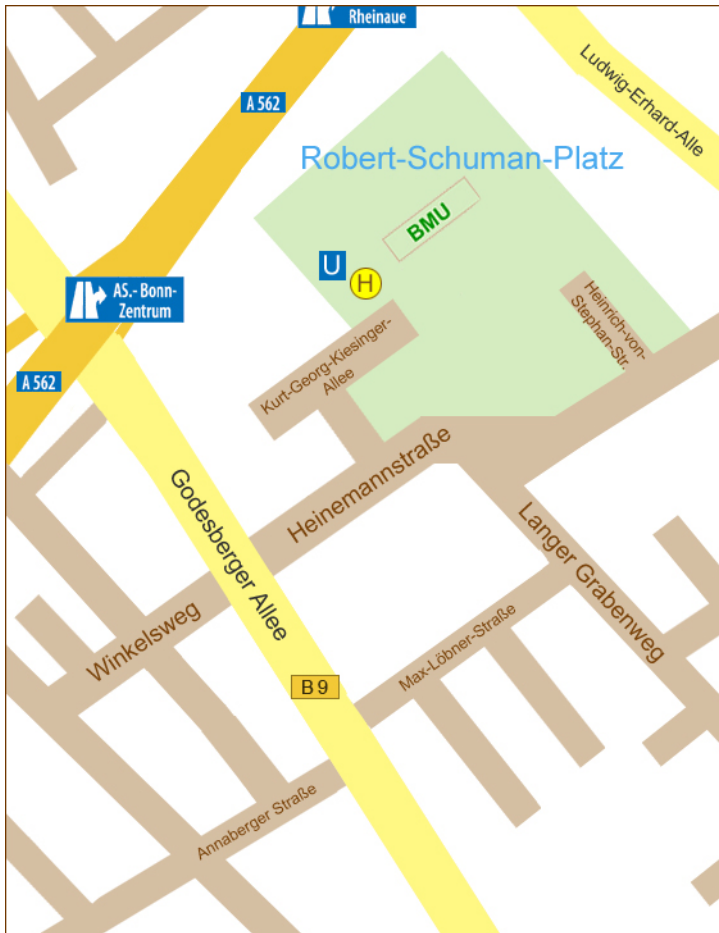 Rheinaue
A 562
Ludwig-Erhard-Alle
Robert-Schuman-Platz
BMU
U
H
AS.- Bonn-
Zentrum
Heinrich-von-
Stephan-Str.
Kurt-Georg-Kiesinger-
Allee
A 562
Heinemannstraße
Godesberger Allee
Langer Grabenweg
Winkelsweg
Max-Löbner-Straße
B 9
Annaberger Straße